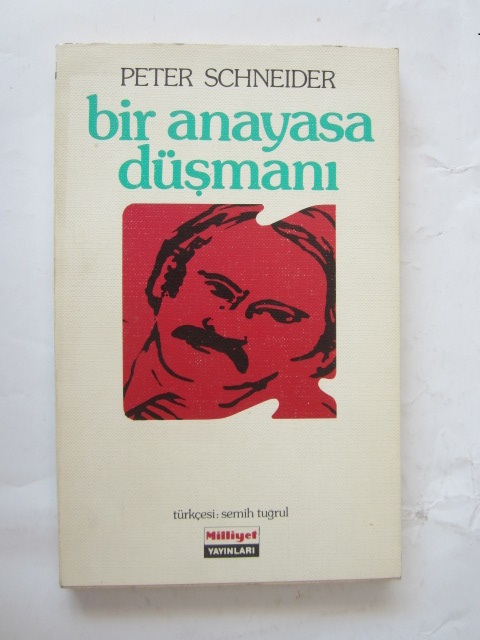 PETER SCHNEIDER
bir anayasa
düşmanı
türkçesi: semih tuğrul
Milliyet
YAYINLARI